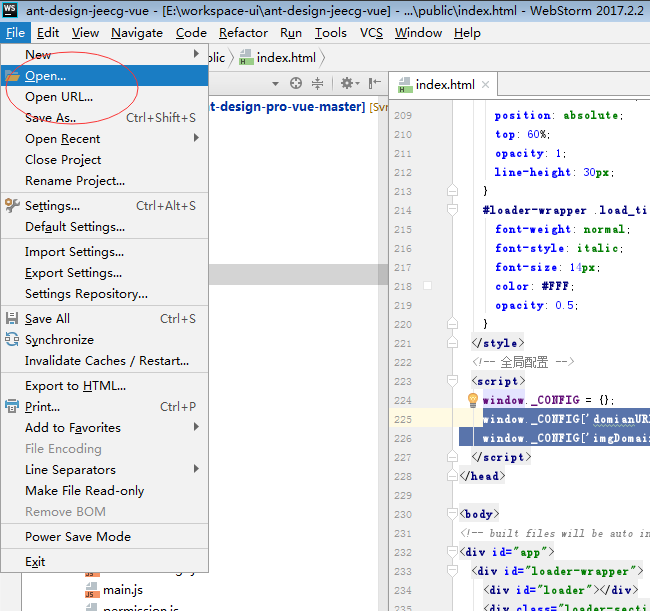 ant-design-jeecg-vue - [E:\workspace-ui\ant-design-jeecg-vue] - ...\public\index.html - WebStorm 2017.2.2
File Edit View Navigate Code Refactor Run Tools VCS Window Help
New
index.html
Open...
index.html
Open URL...
nt-design-pro-vue-master]
Save As..
Ctrl+Shift+S
Open Recent
Close Project
Rename Project...
Settings...
Ctrl+Alt+S
Default Settings...
Import Settings...
Export Settings...
Settings Repository...
Save All
Ctrl+S
Synchronize
Invalidate Caches / Restart...
Export to HTML...
Print...
Ctrl+P
Add to Favorites
File Encoding
Line Separators
Make File Read-only
Remove BOM
Power Save Mode
Exit
main.js
permission.js
209 position: absolute;
210 top: 60%;
211 opacity: 1;
212 line-height: 30px;
213 }
214 #loader-wrapper .load_ti
215 font-weight: normal;
216 font-style: italic;
217 font-size: 14px;
218 color: #FFF;
219 opacity: 0.5;
220 }
221 </style>
222 <!-- 全局配置 -->
223 <script>
224 window._CONFIG = {};
225 window._CONFIG['domianURL
226 window._CONFIG['imgDomai
227 </script>
228 </head>
229
230 <body>
231 <!-- built files will be auto in
232 <div id="app">
233 <div id="loader-wrapper">
234 <div id="loader"></div>
235 <div class="loader-secti